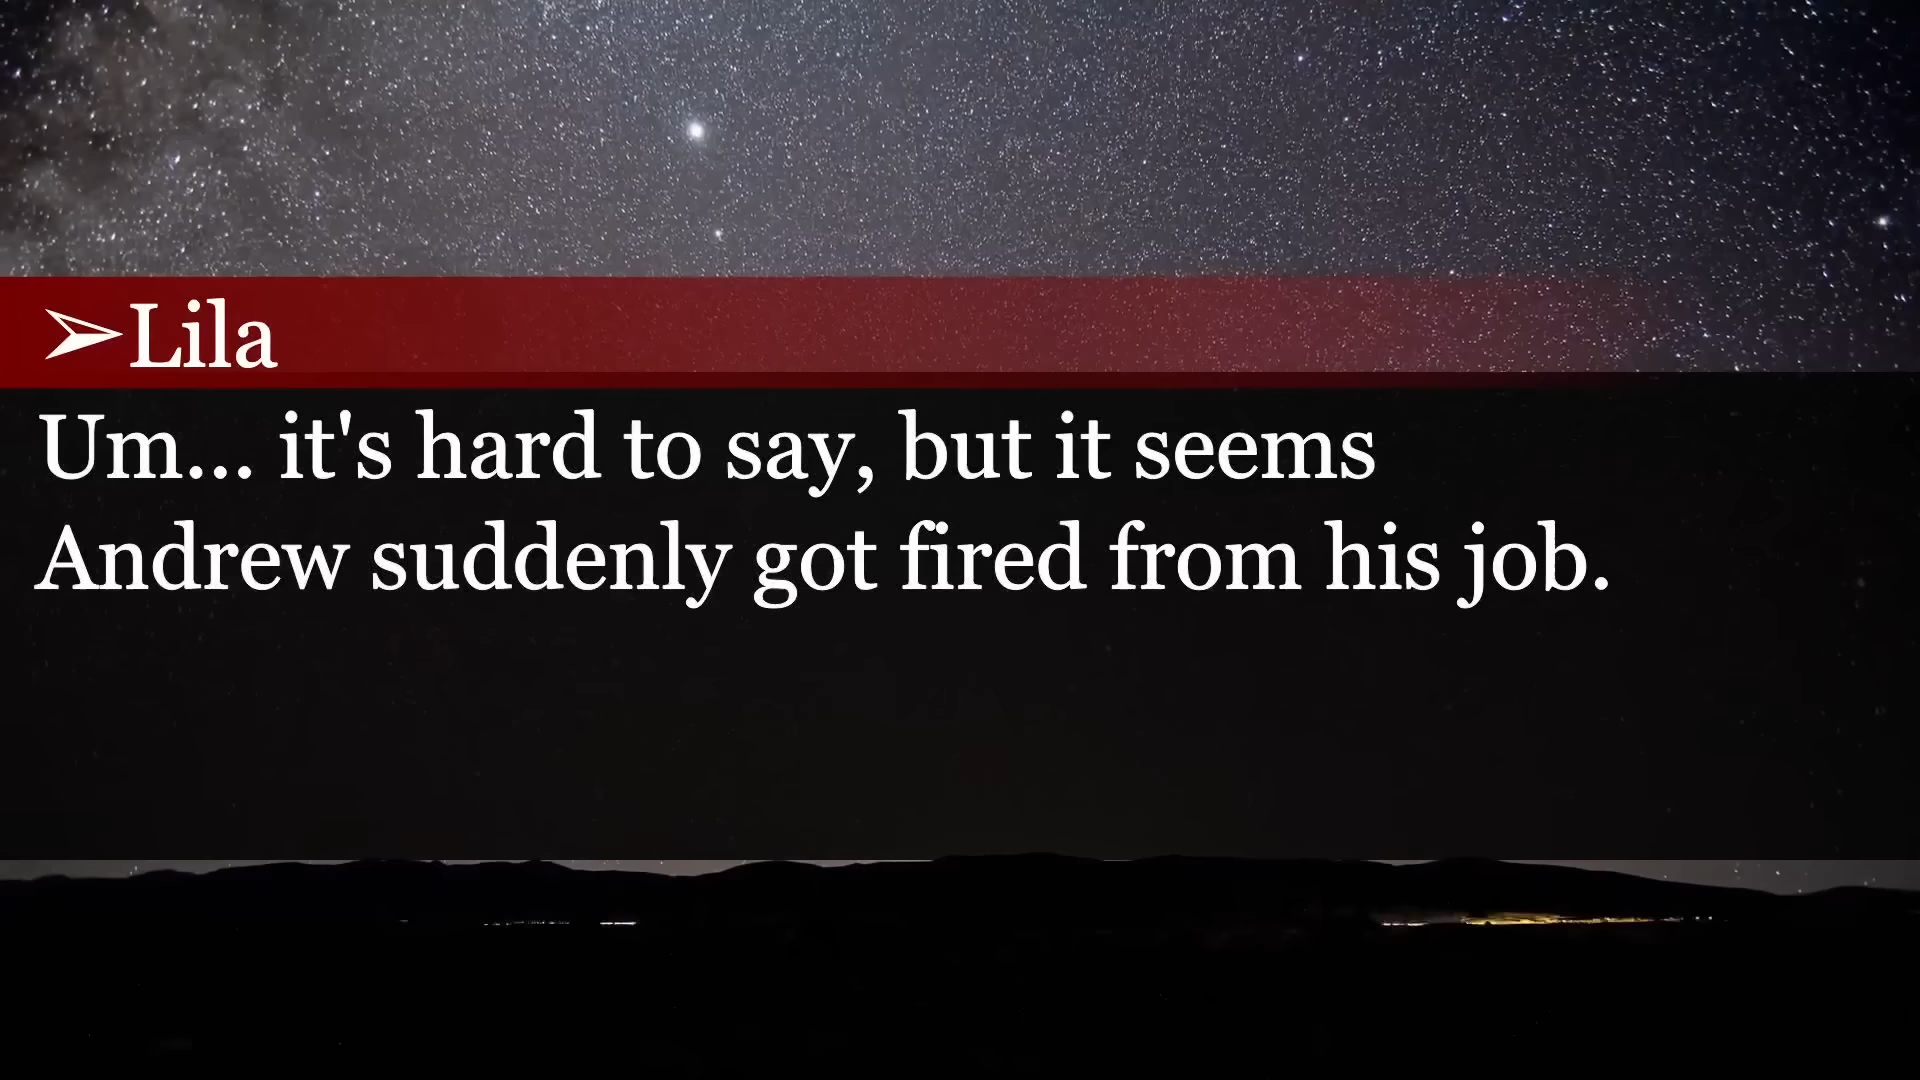 ➢Lila
Um... it's hard to say, but it seems
Andrew suddenly got fired from his job.